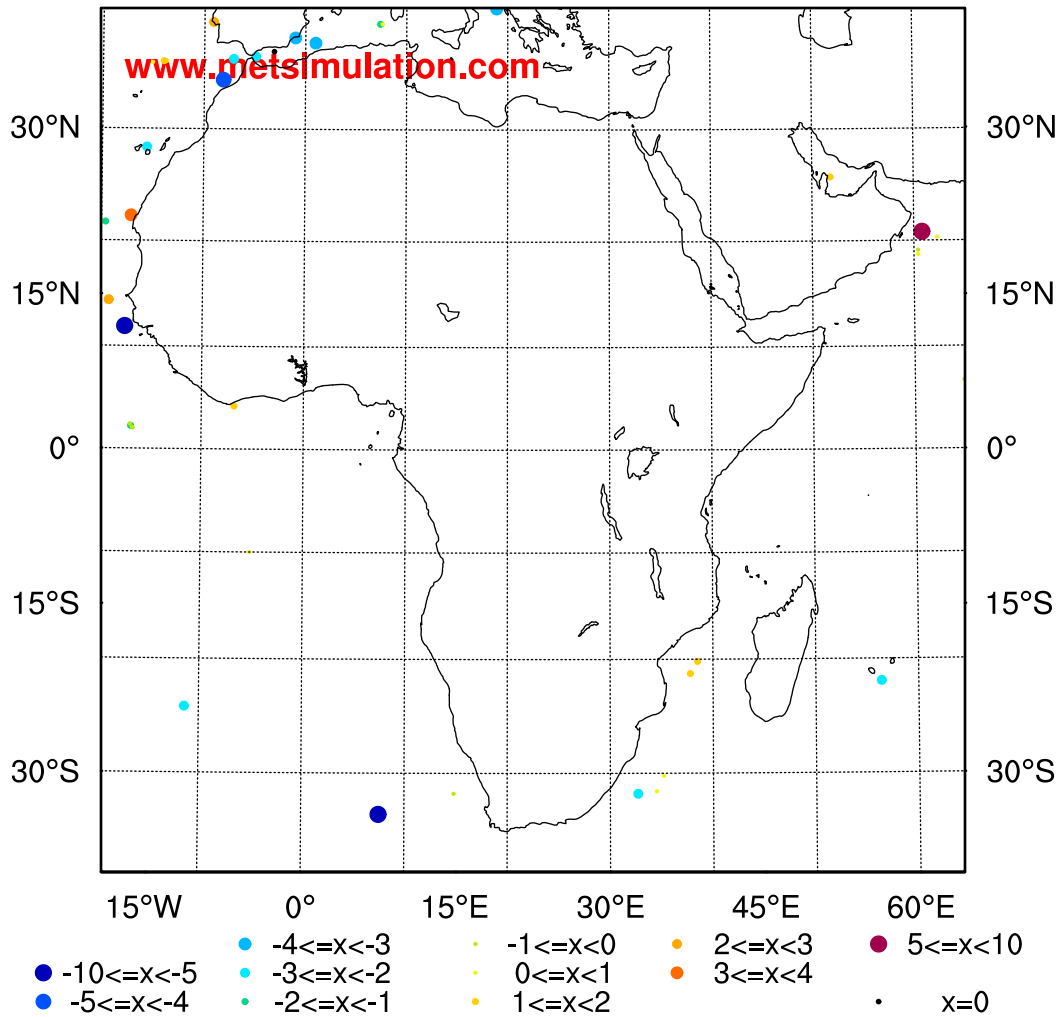 www.metsimulation.com
30°N 30°N
15°N 15°N
0° 0°
15°S 15°S
30°S 30°S
15°W 0° 15°E 30°E 45°E 60°E
-4<=x<-3 -1<=x<0 2<=x<3 5<=x<10
-10<=x<-5 -3<=x<-2 0<=x<1 3<=x<4
-5<=x<-4 -2<=x<-1 1<=x<2 x=0